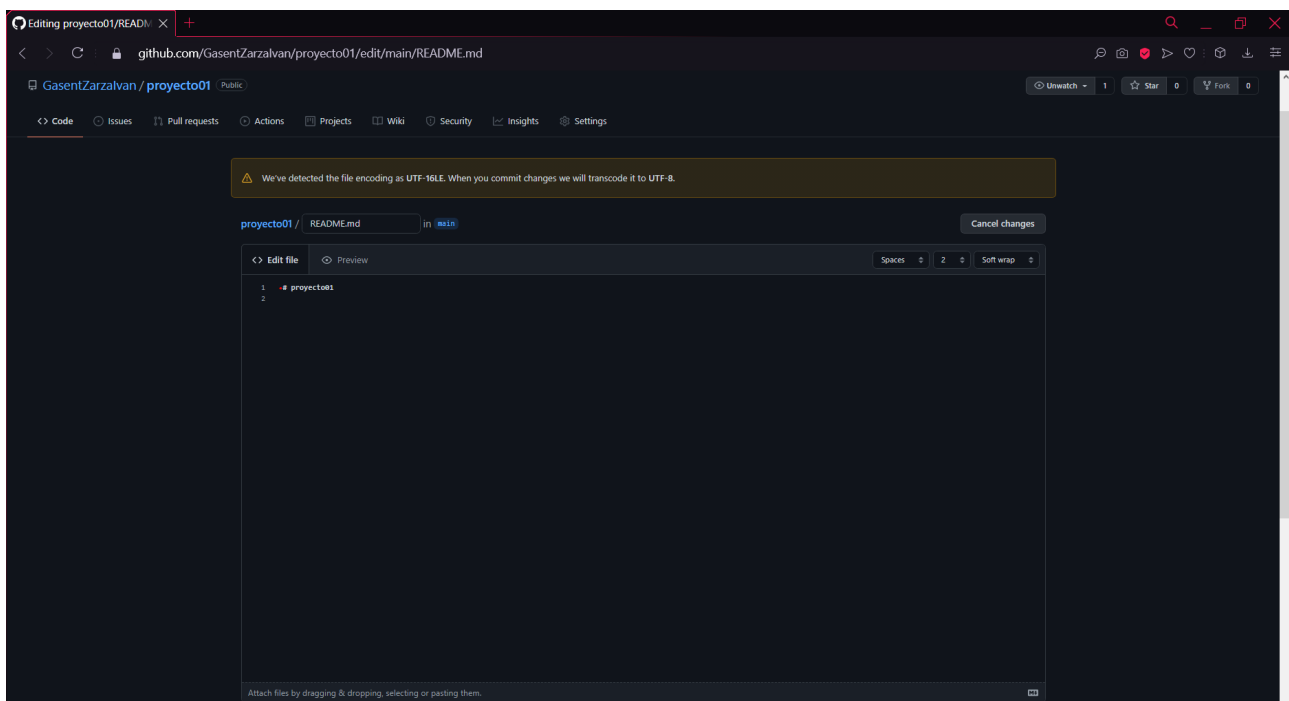 Editing proyecto01/READM
github.com/GasentZarzalvan/proyecto01/edit/main/README.md
GasentZarzalvan / proyecto01 Public
Unwatch 1 Star 0 Fork 0
<> Code Issues Pull requests Actions Projects Wiki Security Insights Settings
We've detected the file encoding as UTF-16LE. When you commit changes we will transcode it to UTF-8.
proyecto01 / README.md in main Cancel changes
<> Edit file Preview Spaces 2 Soft wrap
1 # proyecto01
2
Attach files by dragging & dropping, selecting or pasting them.